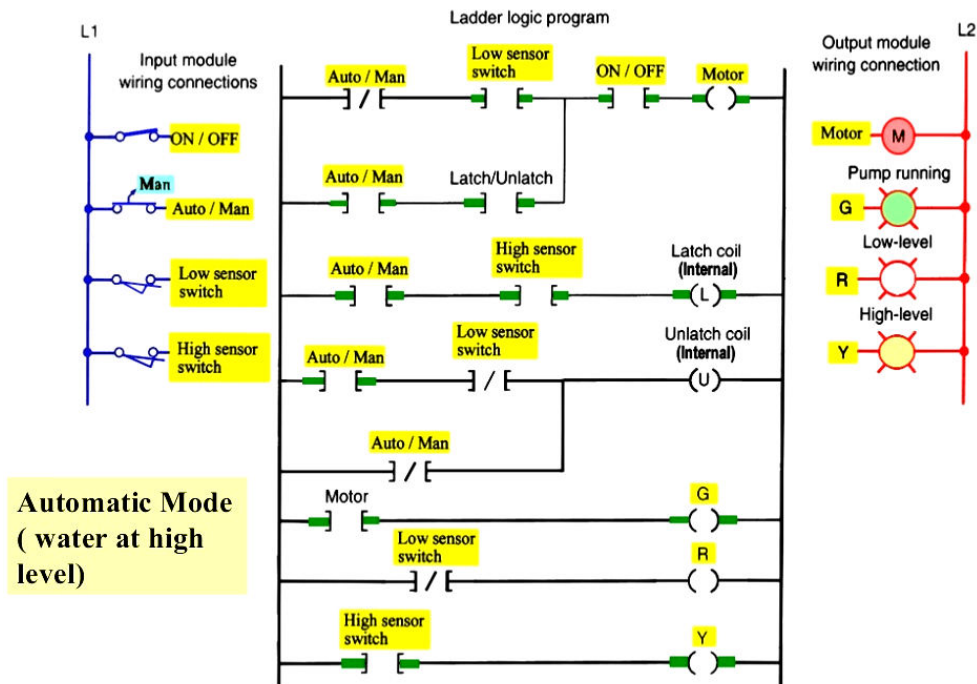 Ladder logic program
L1
L2
Input module
wiring connections
Output module
wiring connection
Auto / Man
Low sensor
switch
ON / OFF
Motor
ON / OFF
Motor
M
Man
Auto / Man
Auto / Man
Latch/Unlatch
Pump running
G
Low sensor
switch
Auto / Man
High sensor
switch
Latch coil
(Internal)
L
Low-level
R
High sensor
switch
Auto / Man
Low sensor
switch
Unlatch coil
(Internal)
U
High-level
Y
Auto / Man
Automatic Mode
( water at high
level)
Motor
G
Low sensor
switch
R
High sensor
switch
Y